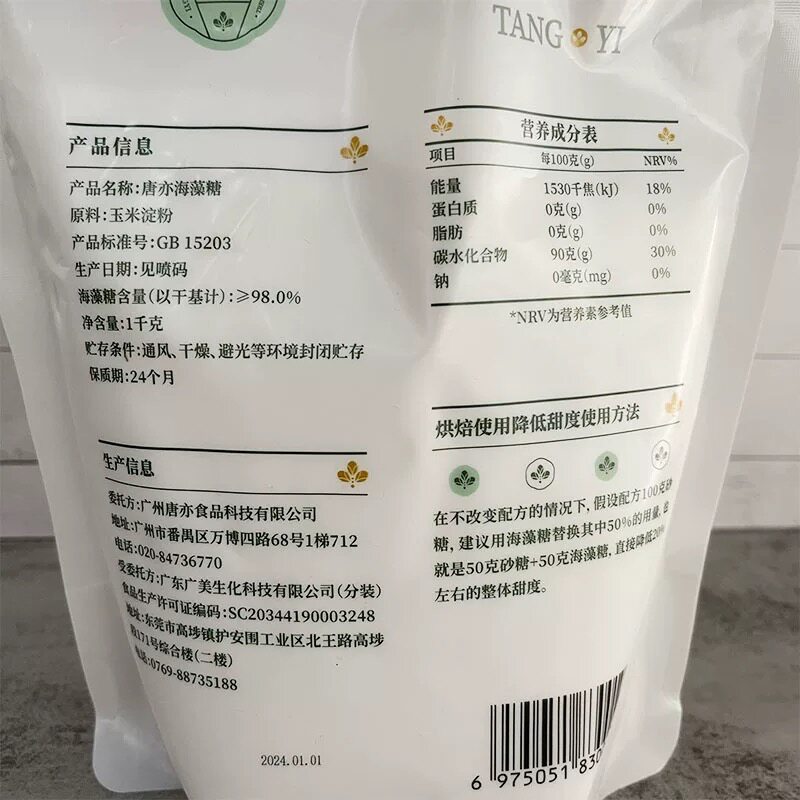 TANG YI
产品信息
产品名称:唐亦海藻糖
原料:玉米淀粉
产品标准号:GB 15203
生产日期:见喷码
海藻糖含量(以干基计):≥98.0%
净含量:1千克
贮存条件:通风、干燥、避光等环境封闭贮存
保质期:24个月
生产信息
委托方:广州唐亦食品科技有限公司
地址:广州市番禺区万博四路68号1梯712
电话:020-84736770
受委托方:广东广美生化科技有限公司(分装)
食品生产许可证编码:SC20344190003248
地址:东莞市高埗镇护安围工业区北王路高埗
段171号综合楼(二楼)
电话:0769-88735188
2024.01.01
营养成分表
项目 每100克(g) NRV%
能量 1530千焦(kJ) 18%
蛋白质 0克(g) 0%
脂肪 0克(g) 0%
碳水化合物 90克(g) 30%
钠 0毫克(mg) 0%
*NRV为营养素参考值
烘焙使用降低甜度使用方法
在不改变配方的情况下,假设配方100克砂
糖,建议用海藻糖替换其中50%的用量,也
就是50克砂糖+50克海藻糖,直接降低20%
左右的整体甜度。
6 975051 830